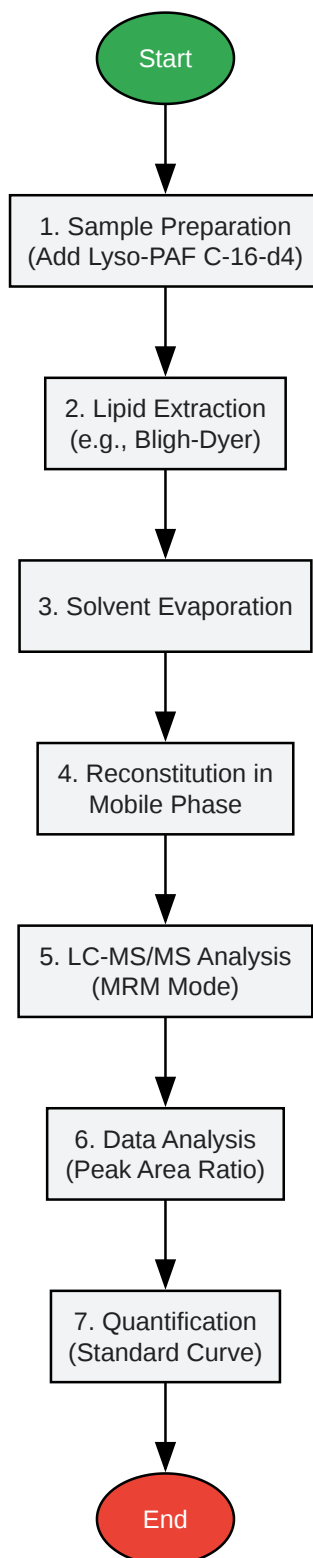 Start
1. Sample Preparation
(Add Lyso-PAF C-16-d4)
2. Lipid Extraction
(e.g., Bligh-Dyer)
3. Solvent Evaporation
4. Reconstitution in
Mobile Phase
5. LC-MS/MS Analysis
(MRM Mode)
6. Data Analysis
(Peak Area Ratio)
7. Quantification
(Standard Curve)
End